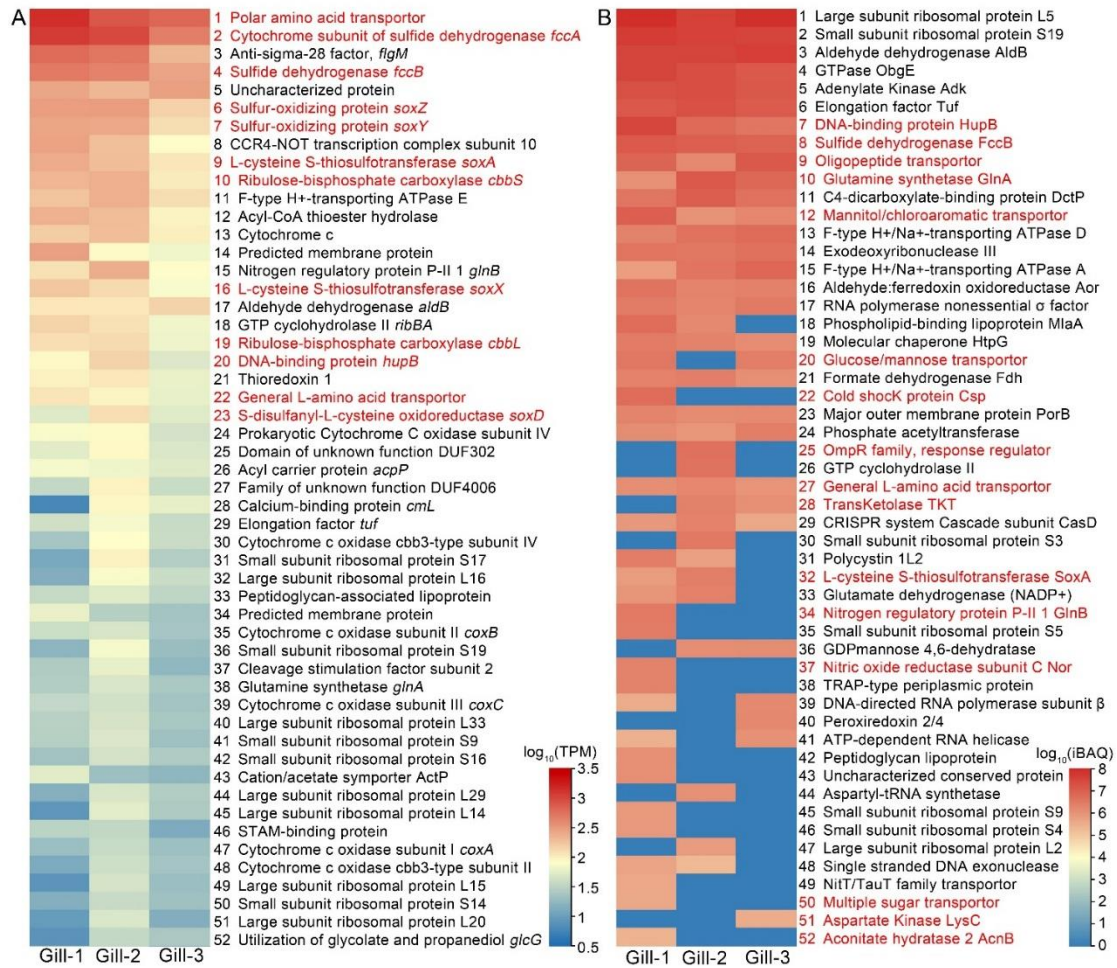 A
1 Polar amino acid transportor
2 Cytochrome subunit of sulfide dehydrogenase fccA
3 Anti-sigma-28 factor, flgM
4 Sulfide dehydrogenase fccB
5 Uncharacterized protein
6 Sulfur-oxidizing protein soxZ
7 Sulfur-oxidizing protein soxY
8 CCR4-NOT transcription complex subunit 10
9 L-cysteine S-thiosulfotransferase soxA
10 Ribulose-bisphosphate carboxylase cbbS
11 F-type H+-transporting ATPase E
12 Acyl-CoA thioester hydrolase
13 Cytochrome c
14 Predicted membrane protein
15 Nitrogen regulatory protein P-II 1 glnB
16 L-cysteine S-thiosulfotransferase soxX
17 Aldehyde dehydrogenase aldB
18 GTP cyclohydrolase II ribBA
19 Ribulose-bisphosphate carboxylase cbbL
20 DNA-binding protein hupB
21 Thioredoxin 1
22 General L-amino acid transportor
23 S-disulfanyl-L-cysteine oxidoreductase soxD
24 Prokaryotic Cytochrome C oxidase subunit IV
25 Domain of unknown function DUF302
26 Acyl carrier protein acpP
27 Family of unknown function DUF4006
28 Calcium-binding protein cmL
29 Elongation factor tuf
30 Cytochrome c oxidase cbb3-type subunit IV
31 Small subunit ribosomal protein S17
32 Large subunit ribosomal protein L16
33 Peptidoglycan-associated lipoprotein
34 Predicted membrane protein
35 Cytochrome c oxidase subunit II coxB
36 Small subunit ribosomal protein S19
37 Cleavage stimulation factor subunit 2
38 Glutamine synthetase glnA
39 Cytochrome c oxidase subunit III coxC
40 Large subunit ribosomal protein L33
41 Small subunit ribosomal protein S9
42 Small subunit ribosomal protein S16
43 Cation/acetate symporter ActP
44 Large subunit ribosomal protein L29
45 Large subunit ribosomal protein L14
46 STAM-binding protein
47 Cytochrome c oxidase subunit I coxA
48 Cytochrome c oxidase cbb3-type subunit II
49 Large subunit ribosomal protein L15
50 Small subunit ribosomal protein S14
51 Large subunit ribosomal protein L20
52 Utilization of glycolate and propanediol glcG
Gill-1 Gill-2 Gill-3
log10(TPM)
3.5
3
2.5
2
1.5
1
0.5
B
1 Large subunit ribosomal protein L5
2 Small subunit ribosomal protein S19
3 Aldehyde dehydrogenase AldB
4 GTPase ObgE
5 Adenylate Kinase Adk
6 Elongation factor Tuf
7 DNA-binding protein HupB
8 Sulfide dehydrogenase FccB
9 Oligopeptide transportor
10 Glutamine synthetase GlnA
11 C4-dicarboxylate-binding protein DctP
12 Mannitol/chloroaromatic transportor
13 F-type H+/Na+-transporting ATPase D
14 Exodeoxyribonuclease III
15 F-type H+/Na+-transporting ATPase A
16 Aldehyde:ferredoxin oxidoreductase Aor
17 RNA polymerase nonessential σ factor
18 Phospholipid-binding lipoprotein MlaA
19 Molecular chaperone HtpG
20 Glucose/mannose transportor
21 Formate dehydrogenase Fdh
22 Cold shocK protein Csp
23 Major outer membrane protein PorB
24 Phosphate acetyltransferase
25 OmpR family, response regulator
26 GTP cyclohydrolase II
27 General L-amino acid transportor
28 TransKetolase TKT
29 CRISPR system Cascade subunit CasD
30 Small subunit ribosomal protein S3
31 Polycystin 1L2
32 L-cysteine S-thiosulfotransferase SoxA
33 Glutamate dehydrogenase (NADP+)
34 Nitrogen regulatory protein P-II 1 GlnB
35 Small subunit ribosomal protein S5
36 GDPmannose 4,6-dehydratase
37 Nitric oxide reductase subunit C Nor
38 TRAP-type periplasmic protein
39 DNA-directed RNA polymerase subunit β
40 Peroxiredoxin 2/4
41 ATP-dependent RNA helicase
42 Peptidoglycan lipoprotein
43 Uncharacterized conserved protein
44 Aspartyl-tRNA synthetase
45 Small subunit ribosomal protein S9
46 Small subunit ribosomal protein S4
47 Large subunit ribosomal protein L2
48 Single stranded DNA exonuclease
49 NitT/TauT family transportor
50 Multiple sugar transportor
51 Aspartate Kinase LysC
52 Aconitate hydratase 2 AcnB
Gill-1 Gill-2 Gill-3
log10(iBAQ)
8
7
6
5
4
3
2
1
0